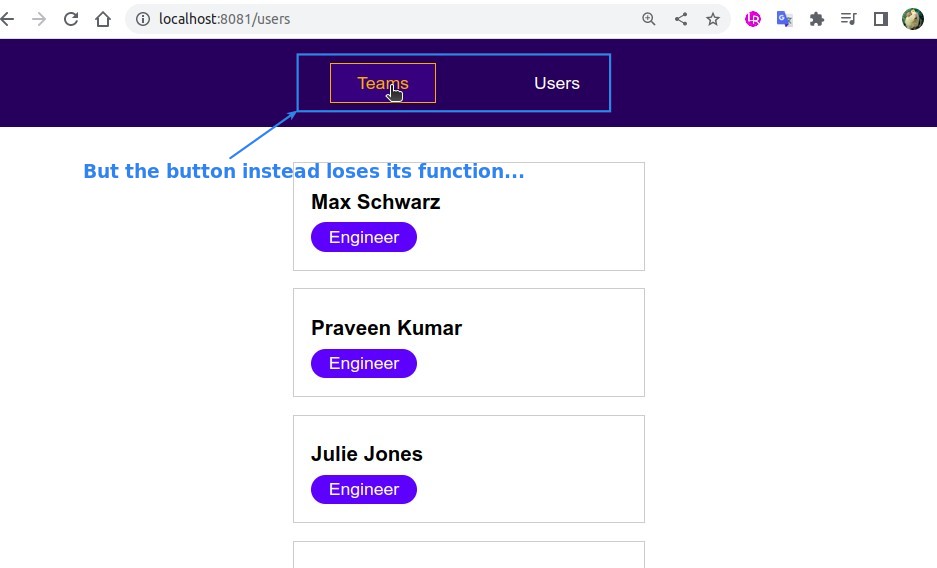 localhost:8081/users
Teams Users
But the button instead loses its function...
Max Schwarz
Engineer
Praveen Kumar
Engineer
Julie Jones
Engineer